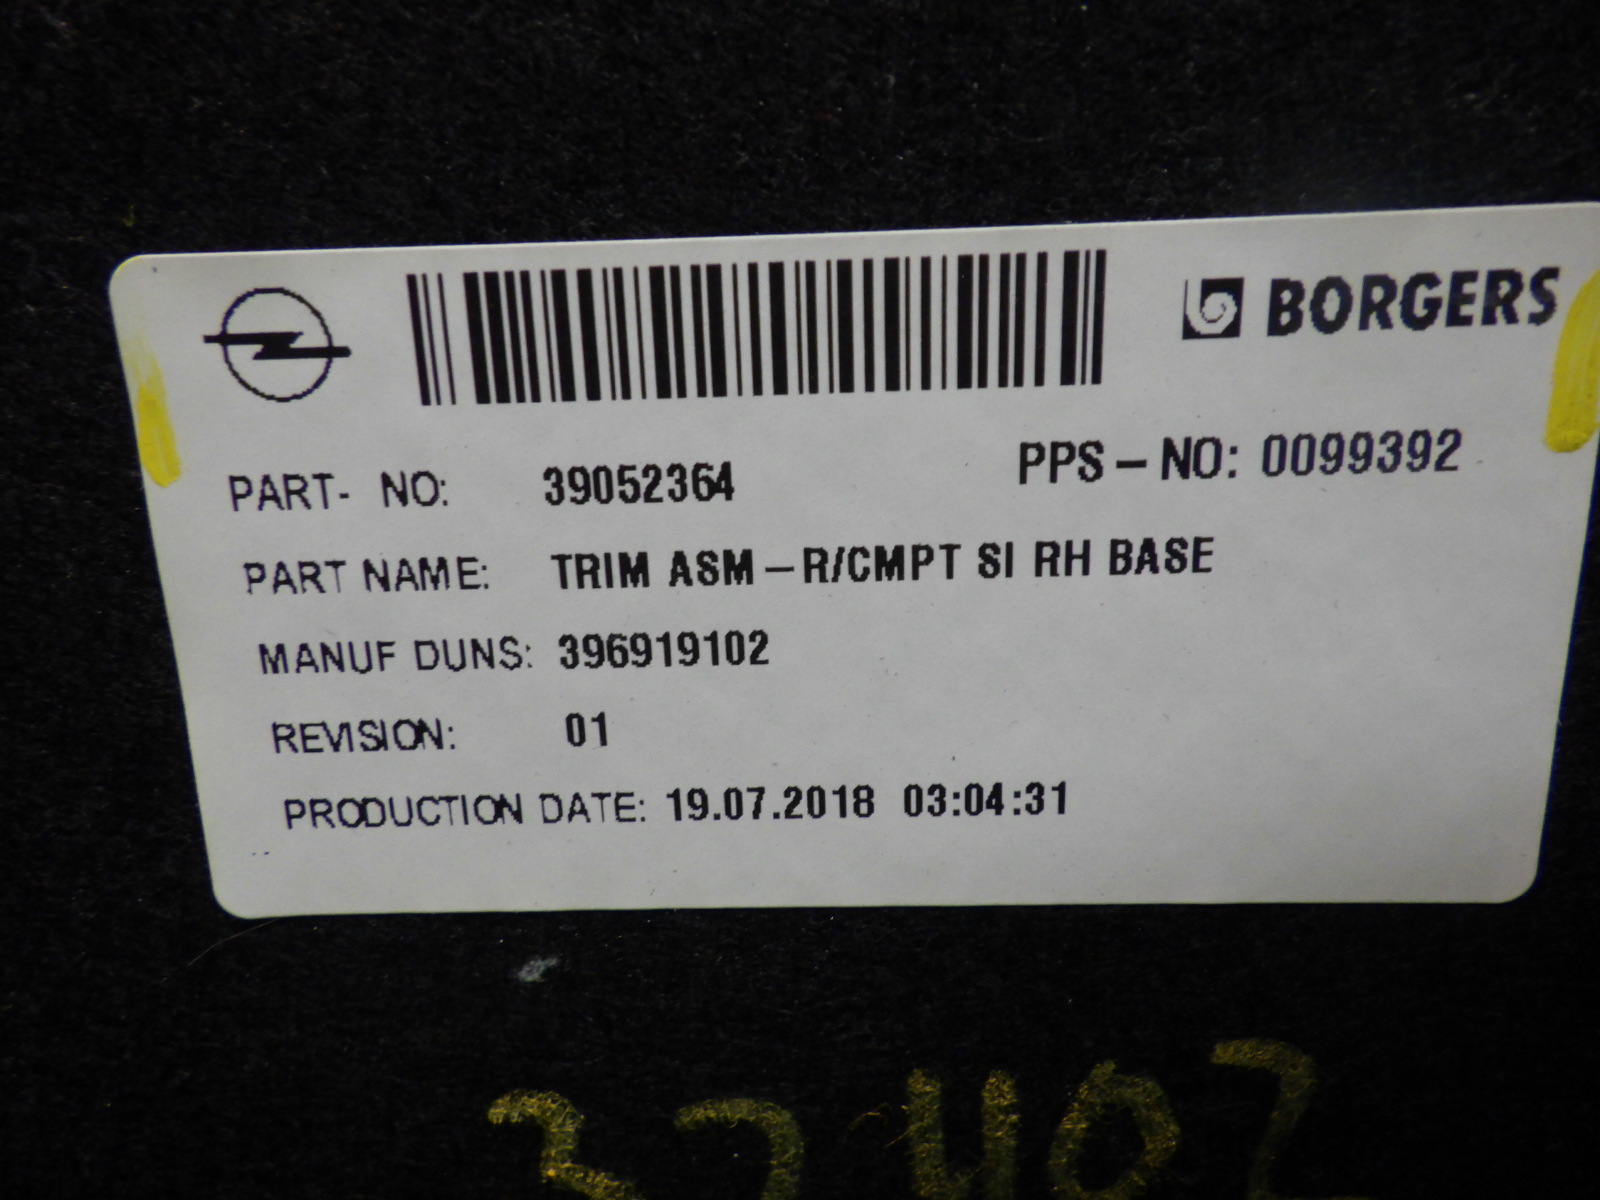 BORGERS
PART- NO: 39052364 PPS-NO: 0099392
PART NAME: TRIM ASM-R/CMPT SI RH BASE
MANUF DUNS: 396919102
REVISION: 01
PRODUCTION DATE: 19.07.2018 03:04:31